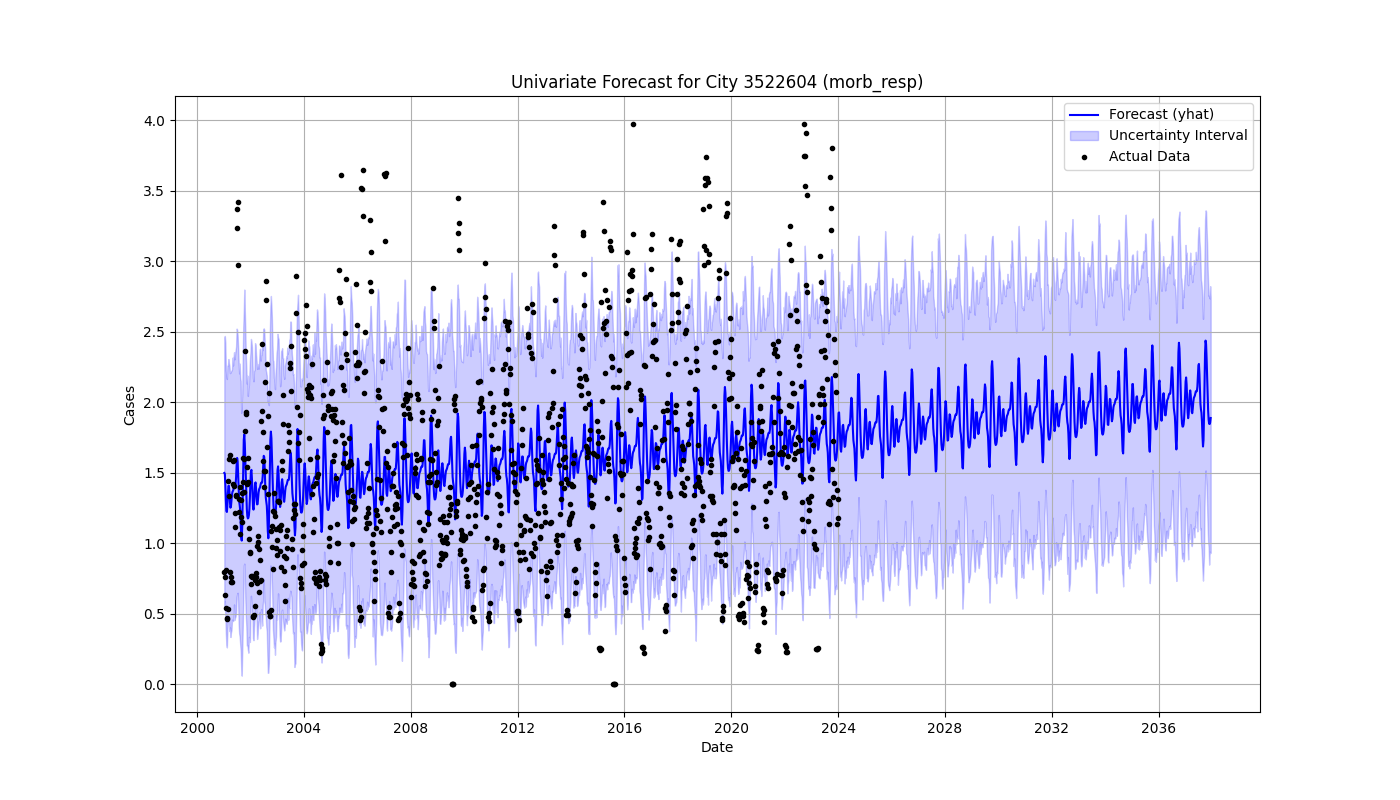 Univariate Forecast for City 3522604 (morb_resp)
Forecast (yhat)
Uncertainty Interval
Actual Data
Cases
4.0
3.5
3.0
2.5
2.0
1.5
1.0
0.5
0.0
2000 2004 2008 2012 2016 2020 2024 2028 2032 2036
Date